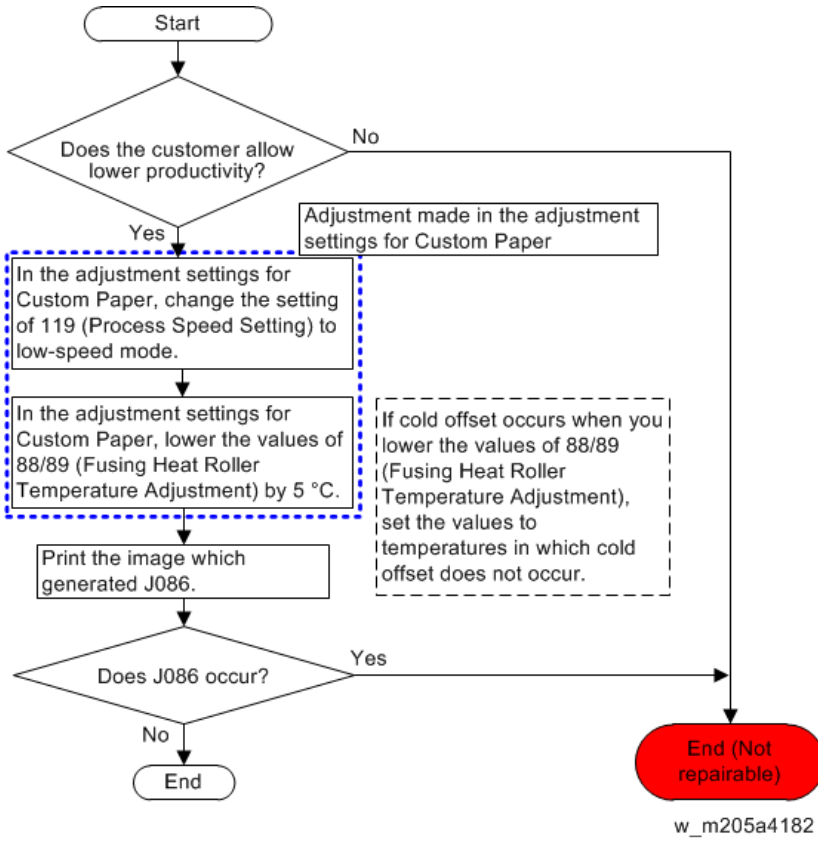 Start
Does the customer allow
lower productivity?
No
Yes
Adjustment made in the adjustment
settings for Custom Paper
In the adjustment settings for
Custom Paper, change the setting
of 119 (Process Speed Setting) to
low-speed mode.
In the adjustment settings for
Custom Paper, lower the values of
88/89 (Fusing Heat Roller
Temperature Adjustment) by 5 °C.
If cold offset occurs when you
lower the values of 88/89
(Fusing Heat Roller
Temperature Adjustment),
set the values to
temperatures in which cold
offset does not occur.
Print the image which
generated J086.
Does J086 occur?
Yes
No
End
End (Not
repairable)
w_m205a4182